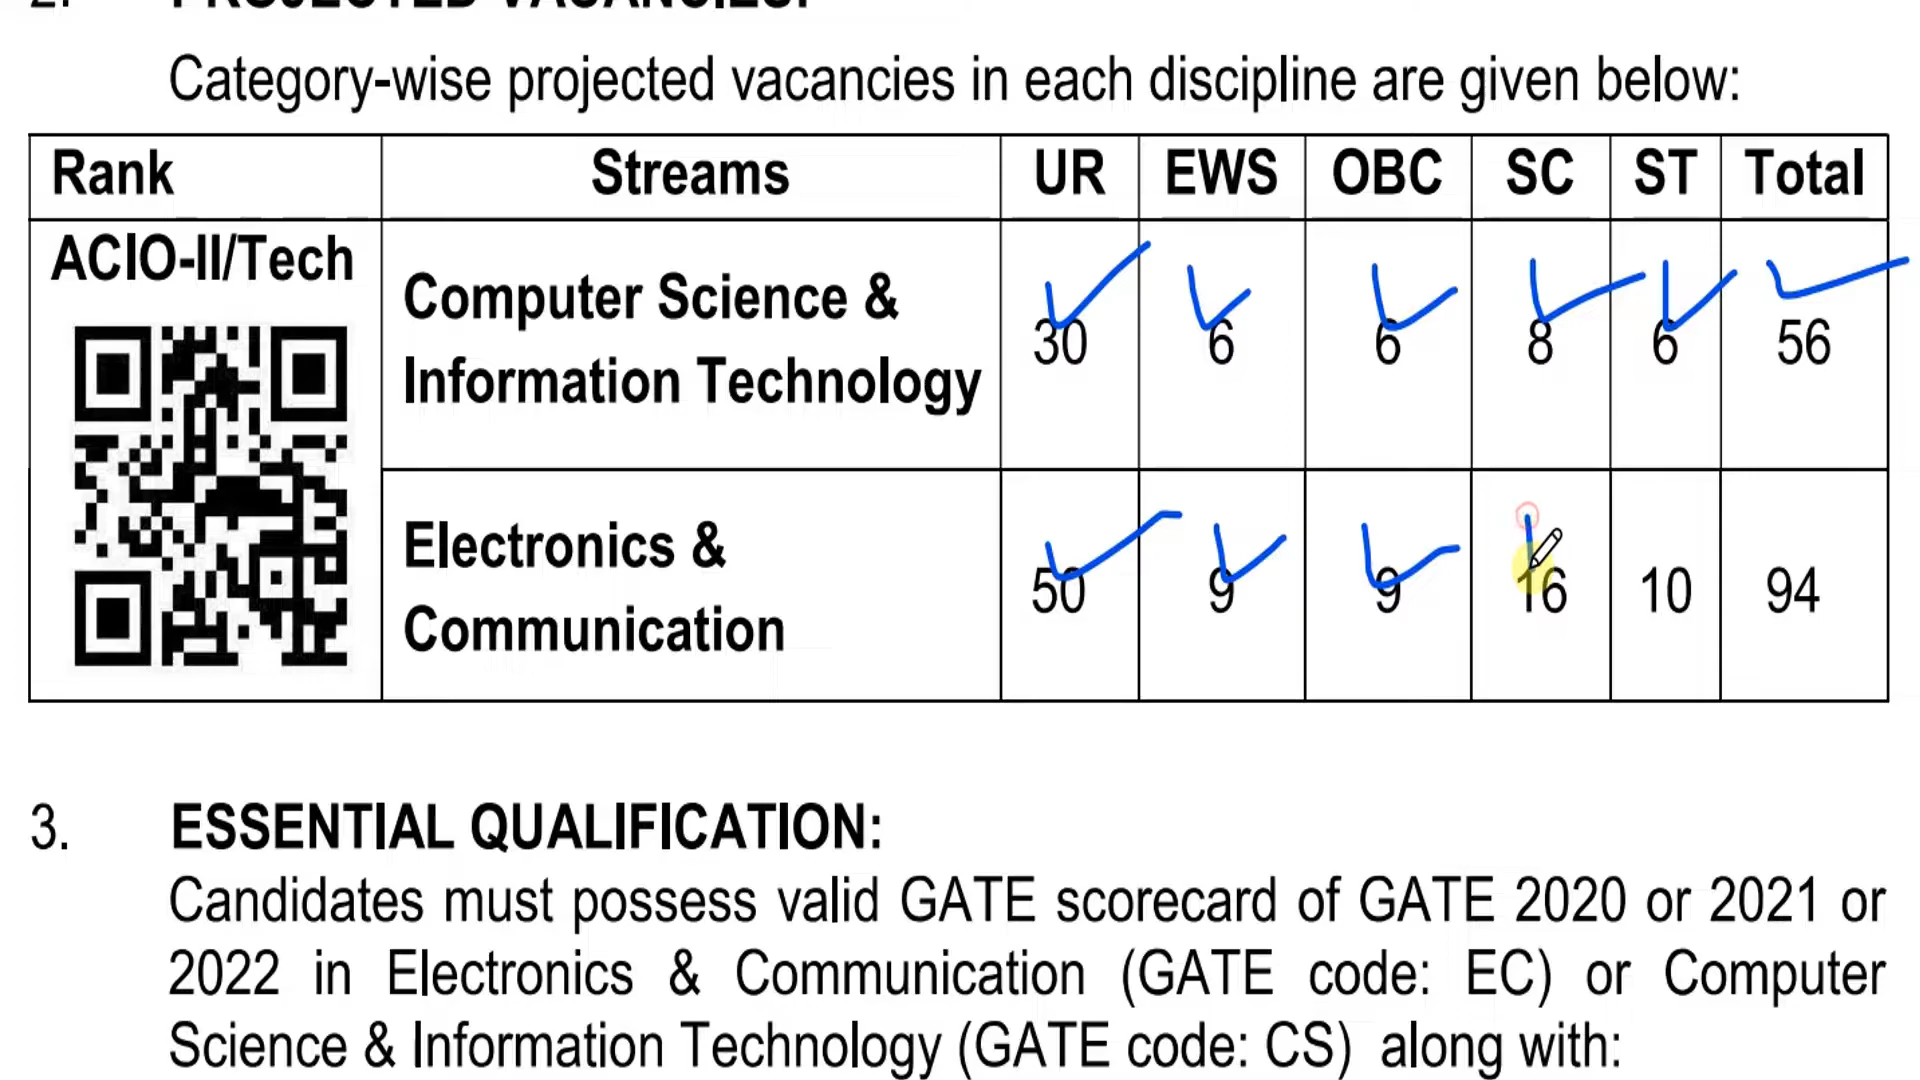 2. PROJECTED VACANCIES:
Category-wise projected vacancies in each discipline are given below:
Rank Streams UR EWS OBC SC ST Total
ACIO-II/Tech
Computer Science &
Information Technology
30 6 6 8 6 56
Electronics &
Communication
50 9 9 16 10 94
3. ESSENTIAL QUALIFICATION:
Candidates must possess valid GATE scorecard of GATE 2020 or 2021 or
2022 in Electronics & Communication (GATE code: EC) or Computer
Science & Information Technology (GATE code: CS) along with: